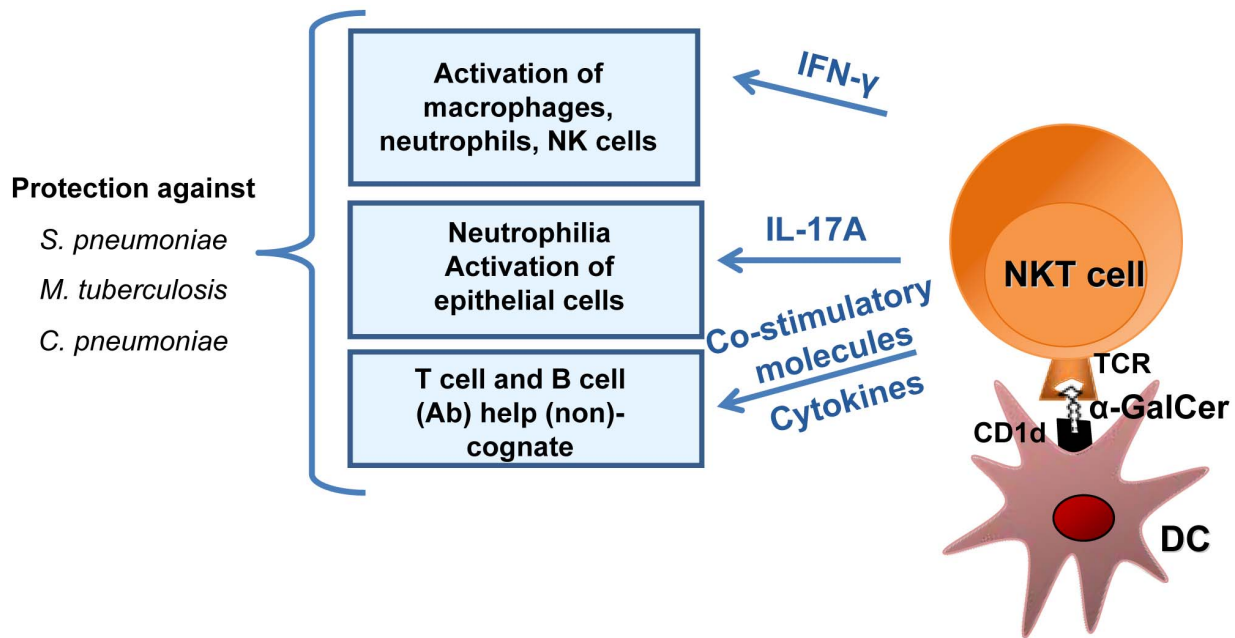 Protection against
S. pneumoniae
M. tuberculosis
C. pneumoniae
Activation of
macrophages,
neutrophils, NK cells
Neutrophilia
Activation of
epithelial cells
T cell and B cell
(Ab) help (non)-
cognate
IFN-γ
IL-17A
Co-stimulatory
molecules
Cytokines
NKT cell
TCR
α-GalCer
CD1d
DC